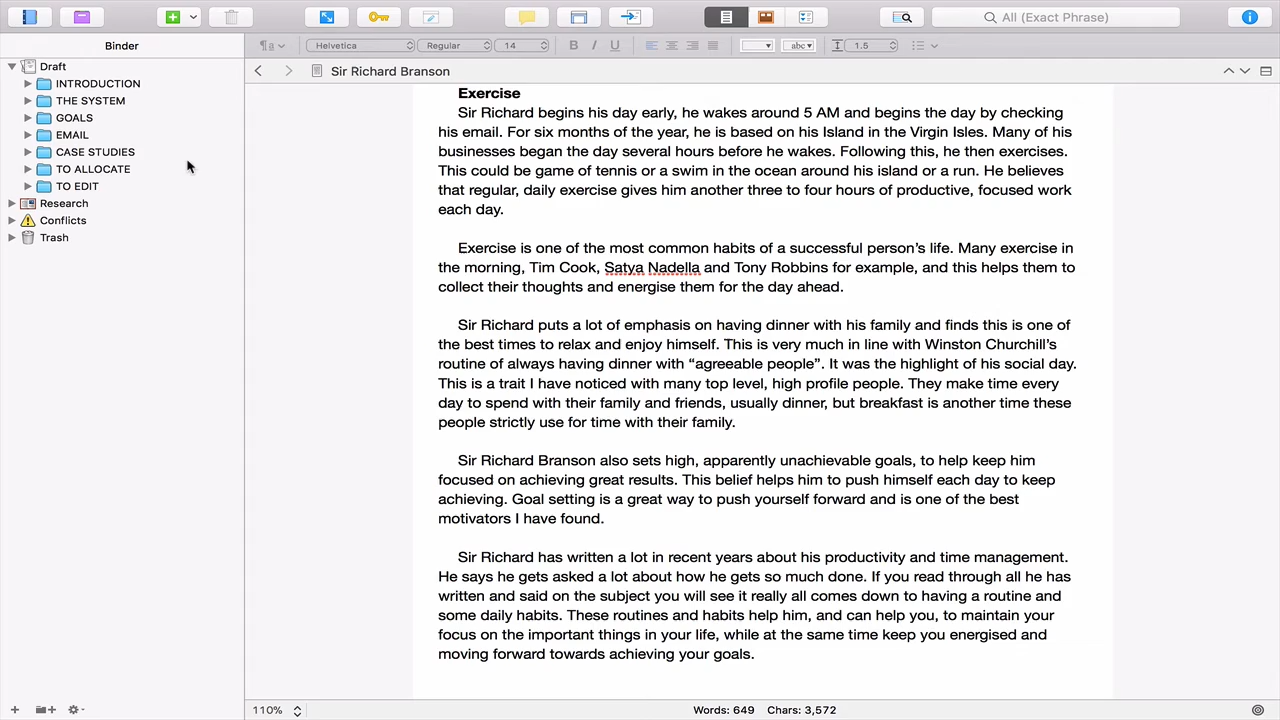 All (Exact Phrase)
Binder
Helvetica
Regular
14
B I U
abc
1.5
Draft
INTRODUCTION
THE SYSTEM
GOALS
EMAIL
CASE STUDIES
TO ALLOCATE
TO EDIT
Research
Conflicts
Trash
Sir Richard Branson
Exercise
Sir Richard begins his day early, he wakes around 5 AM and begins the day by checking
his email. For six months of the year, he is based on his Island in the Virgin Isles. Many of his
businesses began the day several hours before he wakes. Following this, he then exercises.
This could be game of tennis or a swim in the ocean around his island or a run. He believes
that regular, daily exercise gives him another three to four hours of productive, focused work
each day.
Exercise is one of the most common habits of a successful person’s life. Many exercise in
the morning, Tim Cook, Satya Nadella and Tony Robbins for example, and this helps them to
collect their thoughts and energise them for the day ahead.
Sir Richard puts a lot of emphasis on having dinner with his family and finds this is one of
the best times to relax and enjoy himself. This is very much in line with Winston Churchill’s
routine of always having dinner with “agreeable people”. It was the highlight of his social day.
This is a trait I have noticed with many top level, high profile people. They make time every
day to spend with their family and friends, usually dinner, but breakfast is another time these
people strictly use for time with their family.
Sir Richard Branson also sets high, apparently unachievable goals, to help keep him
focused on achieving great results. This belief helps him to push himself each day to keep
achieving. Goal setting is a great way to push yourself forward and is one of the best
motivators I have found.
Sir Richard has written a lot in recent years about his productivity and time management.
He says he gets asked a lot about how he gets so much done. If you read through all he has
written and said on the subject you will see it really all comes down to having a routine and
some daily habits. These routines and habits help him, and can help you, to maintain your
focus on the important things in your life, while at the same time keep you energised and
moving forward towards achieving your goals.
110%
Words: 649 Chars: 3,572